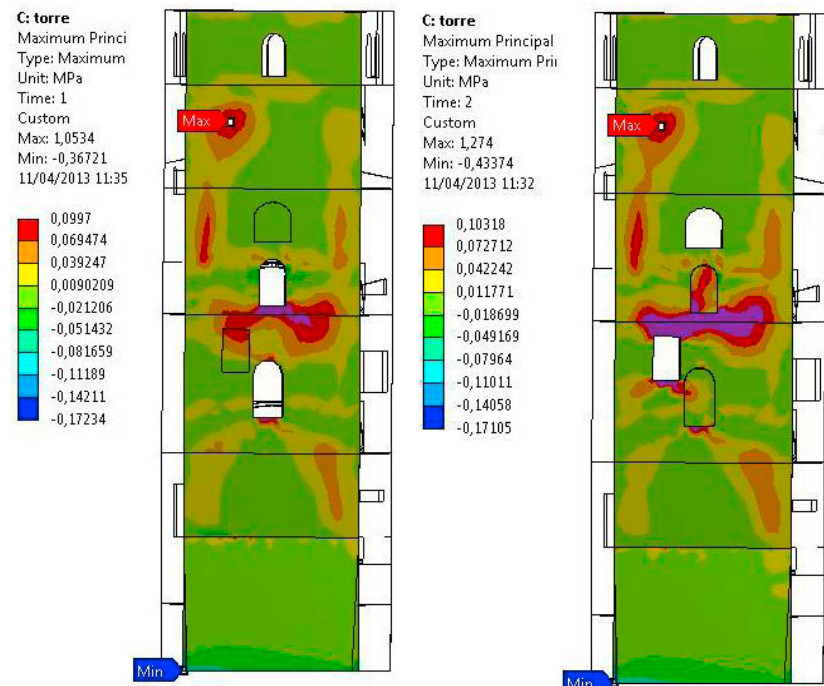 C: torre
Maximum Princi
Type: Maximum
Unit: MPa
Time: 1
Custom
Max: 1,0534
Min: -0,36721
11/04/2013 11:35
0,0997
0,069474
0,039247
0,0090209
-0,021206
-0,051432
-0,081659
-0,11189
-0,14211
-0,17234
Max
Min
C: torre
Maximum Principal
Type: Maximum Prii
Unit: MPa
Time: 2
Custom
Max: 1,274
Min: -0,43374
11/04/2013 11:32
0,10318
0,072712
0,042242
0,011771
-0,018699
-0,049169
-0,07964
-0,11011
-0,14058
-0,17105
Max
Min